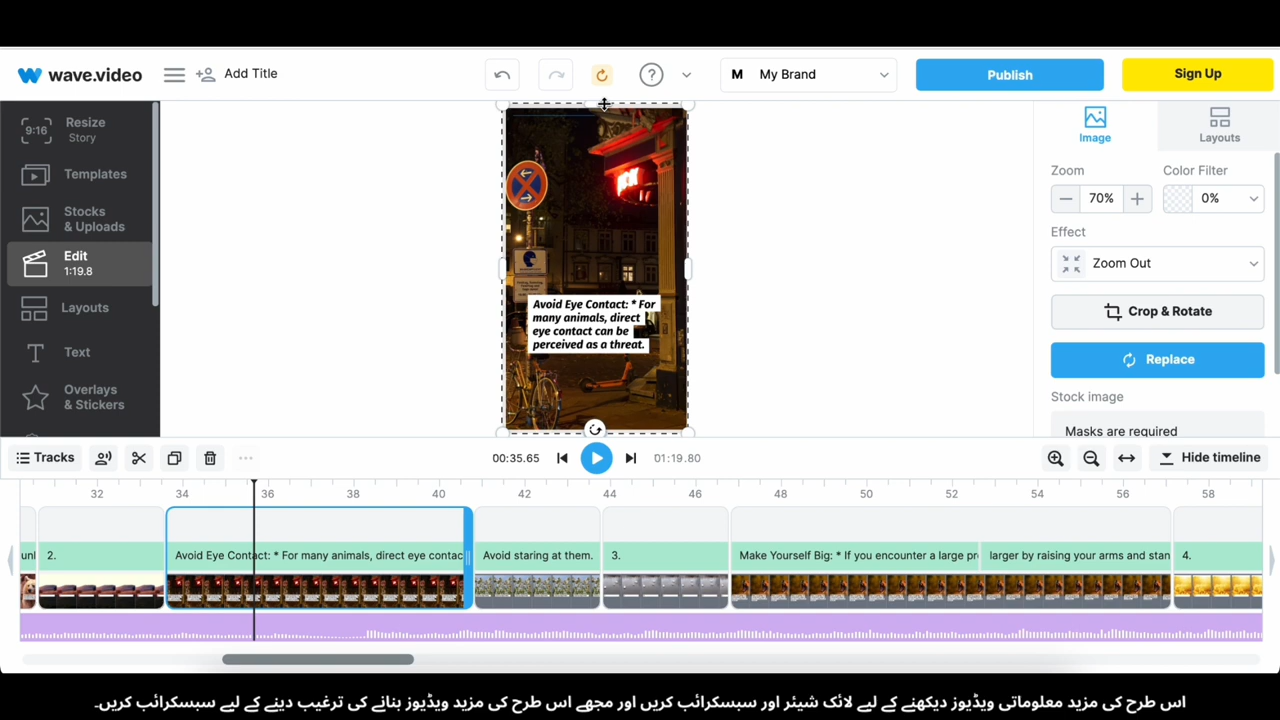 wave.video
Add Title
?
M My Brand
Publish
Sign Up
9:16
Resize
Story
Templates
Stocks
& Uploads
Edit
1:19.8
Layouts
Text
Overlays
& Stickers
Avoid Eye Contact: * For
many animals, direct
eye contact can be
perceived as a threat.
Image
Layouts
Zoom
Color Filter
70%
0%
Effect
Zoom Out
Crop & Rotate
Replace
Stock image
Masks are required
Tracks
00:35.65
01:19.80
Hide timeline
32 34 36 38 40 42 44 46 48 50 52 54 56 58
2.
Avoid Eye Contact: * For many animals, direct eye contac
Avoid staring at them.
3.
Make Yourself Big: * If you encounter a large pr
larger by raising your arms and stan
4.
اس طرح کی مزید معلوماتی ویڈیوز دیکھنے کے لیے لائک شیئر اور سبسکرائب کریں اور مجھے اس طرح کی مزید ویڈیوز بنانے کی ترغیب دینے کے لیے سبسکرائب کریں۔